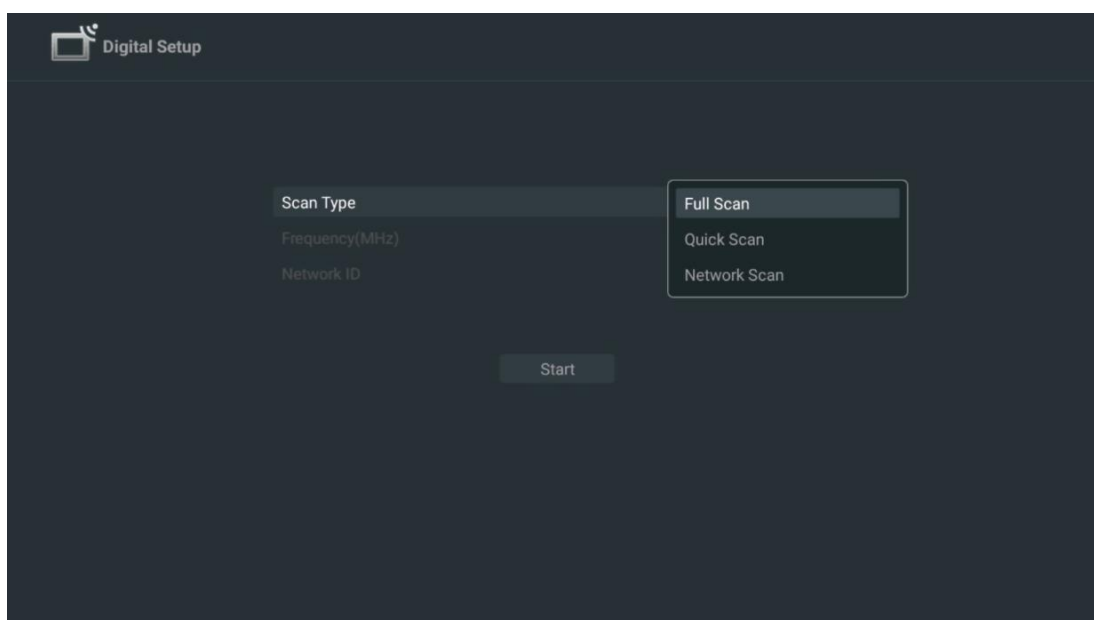 Digital Setup
Scan Type
Full Scan
Frequency(MHz)
Quick Scan
Network ID
Network Scan
Start